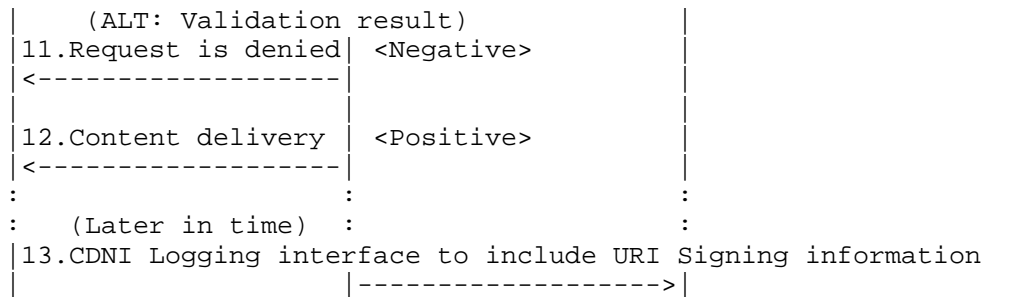 |    (ALT: Validation result)         |
|11.Request is denied| <Negative>         |
|<-------------------|                    |
|                    |                    |
|12.Content delivery | <Positive>         |
|<-------------------|                    |
:                    :                    :
:   (Later in time)  :                    :
|13.CDNI Logging interface to include URI Signing information
|                    |------------------->|